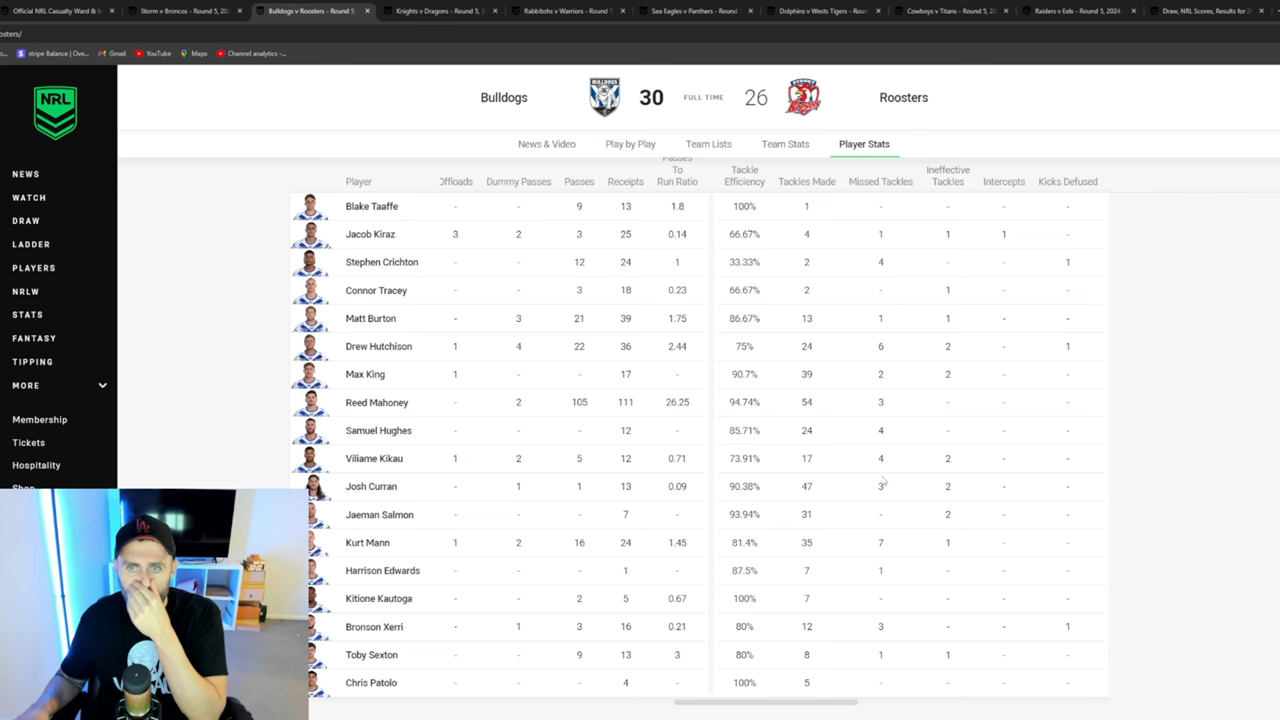 Official NRL Casualty Ward & In
Storm v Broncos - Round 5, 202
Bulldogs v Roosters - Round 5,
Knights v Dragons - Round 5, 2
Rabbitohs v Warriors - Round 5,
Sea Eagles v Panthers - Round 5
Dolphins v Wests Tigers - Roun
Cowboys v Titans - Round 5, 2
Raiders v Eels - Round 5, 2024
Draw, NRL Scores, Results for 2
osters/
stripe Balance | Ove...
Gmail
YouTube
Maps
Channel analytics -...
NRL
NEWS
WATCH
DRAW
LADDER
PLAYERS
NRLW
STATS
FANTASY
TIPPING
MORE
Membership
Tickets
Hospitality
Shop
Bulldogs 30 FULL TIME 26 Roosters
News & Video Play by Play Team Lists Team Stats Player Stats
Player Offloads Dummy Passes Passes Receipts Passes To Run Ratio Tackle Efficiency Tackles Made Missed Tackles Ineffective Tackles Intercepts Kicks Defused
Blake Taaffe - - 9 13 1.8 100% 1 - - - -
Jacob Kiraz 3 2 3 25 0.14 66.67% 4 1 1 1 -
Stephen Crichton - - 12 24 1 33.33% 2 4 - - 1
Connor Tracey - - 3 18 0.23 66.67% 2 - 1 - -
Matt Burton - 3 21 39 1.75 86.67% 13 1 1 - -
Drew Hutchison 1 4 22 36 2.44 75% 24 6 2 - 1
Max King 1 - - 17 - 90.7% 39 2 2 - -
Reed Mahoney - 2 105 111 26.25 94.74% 54 3 - - -
Samuel Hughes - - - 12 - 85.71% 24 4 - - -
Viliame Kikau 1 2 5 12 0.71 73.91% 17 4 2 - -
Josh Curran - 1 1 13 0.09 90.38% 47 3 2 - -
Jaeman Salmon - - - 7 - 93.94% 31 - 2 - -
Kurt Mann 1 2 16 24 1.45 81.4% 35 7 1 - -
Harrison Edwards - - - 1 - 87.5% 7 1 - - -
Kitione Kautoga - - 2 5 0.67 100% 7 - - - -
Bronson Xerri - 1 3 16 0.21 80% 12 3 - - 1
Toby Sexton - - 9 13 3 80% 8 1 1 - -
Chris Patolo - - - 4 - 100% 5 - - - -